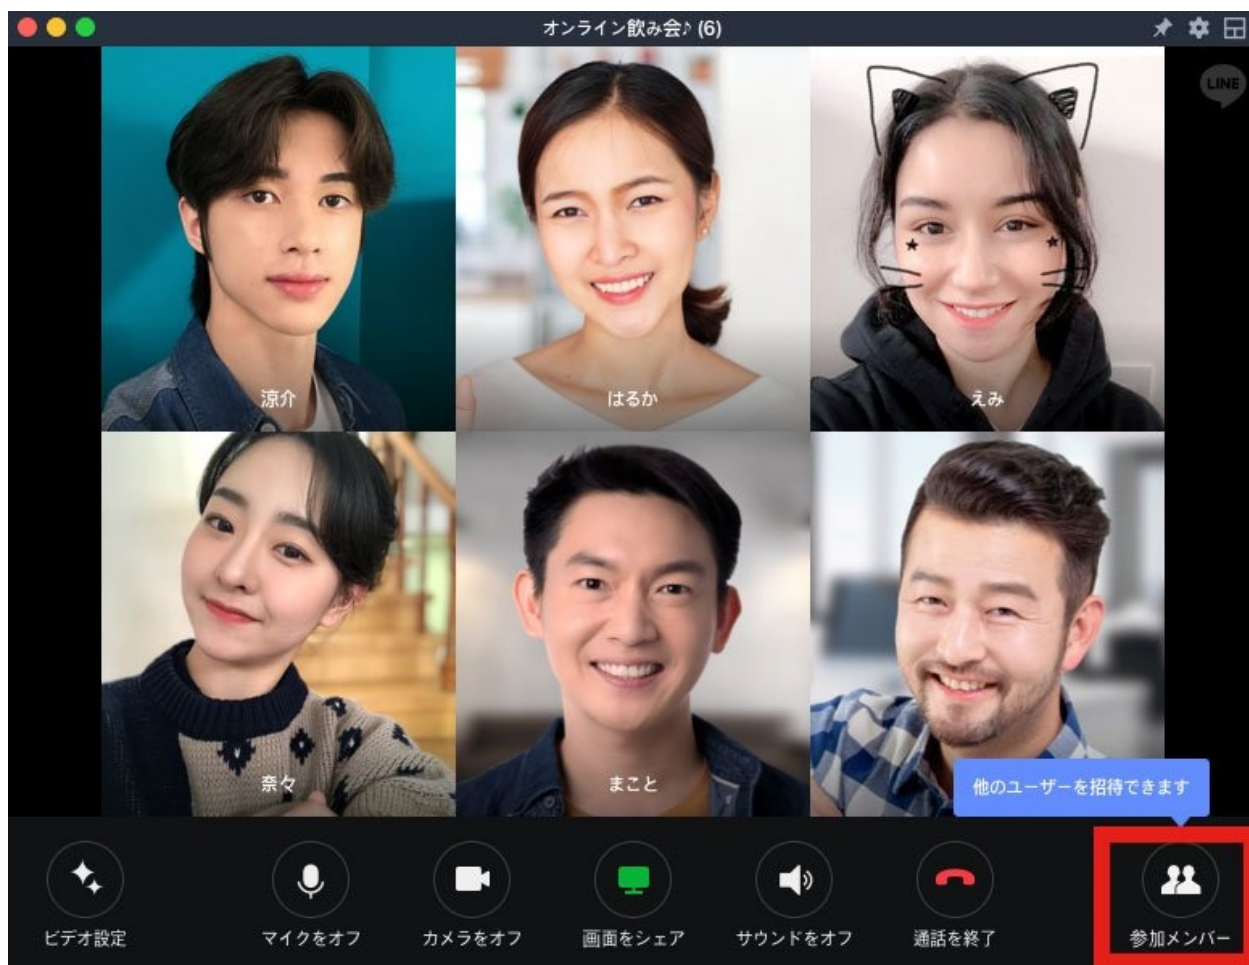 オンライン飲み会♪ (6)
LINE
涼介
はるか
えみ
奈々
まこと
他のユーザーを招待できます
ビデオ設定
マイクをオフ
カメラをオフ
画面をシェア
サウンドをオフ
通話を終了
参加メンバー